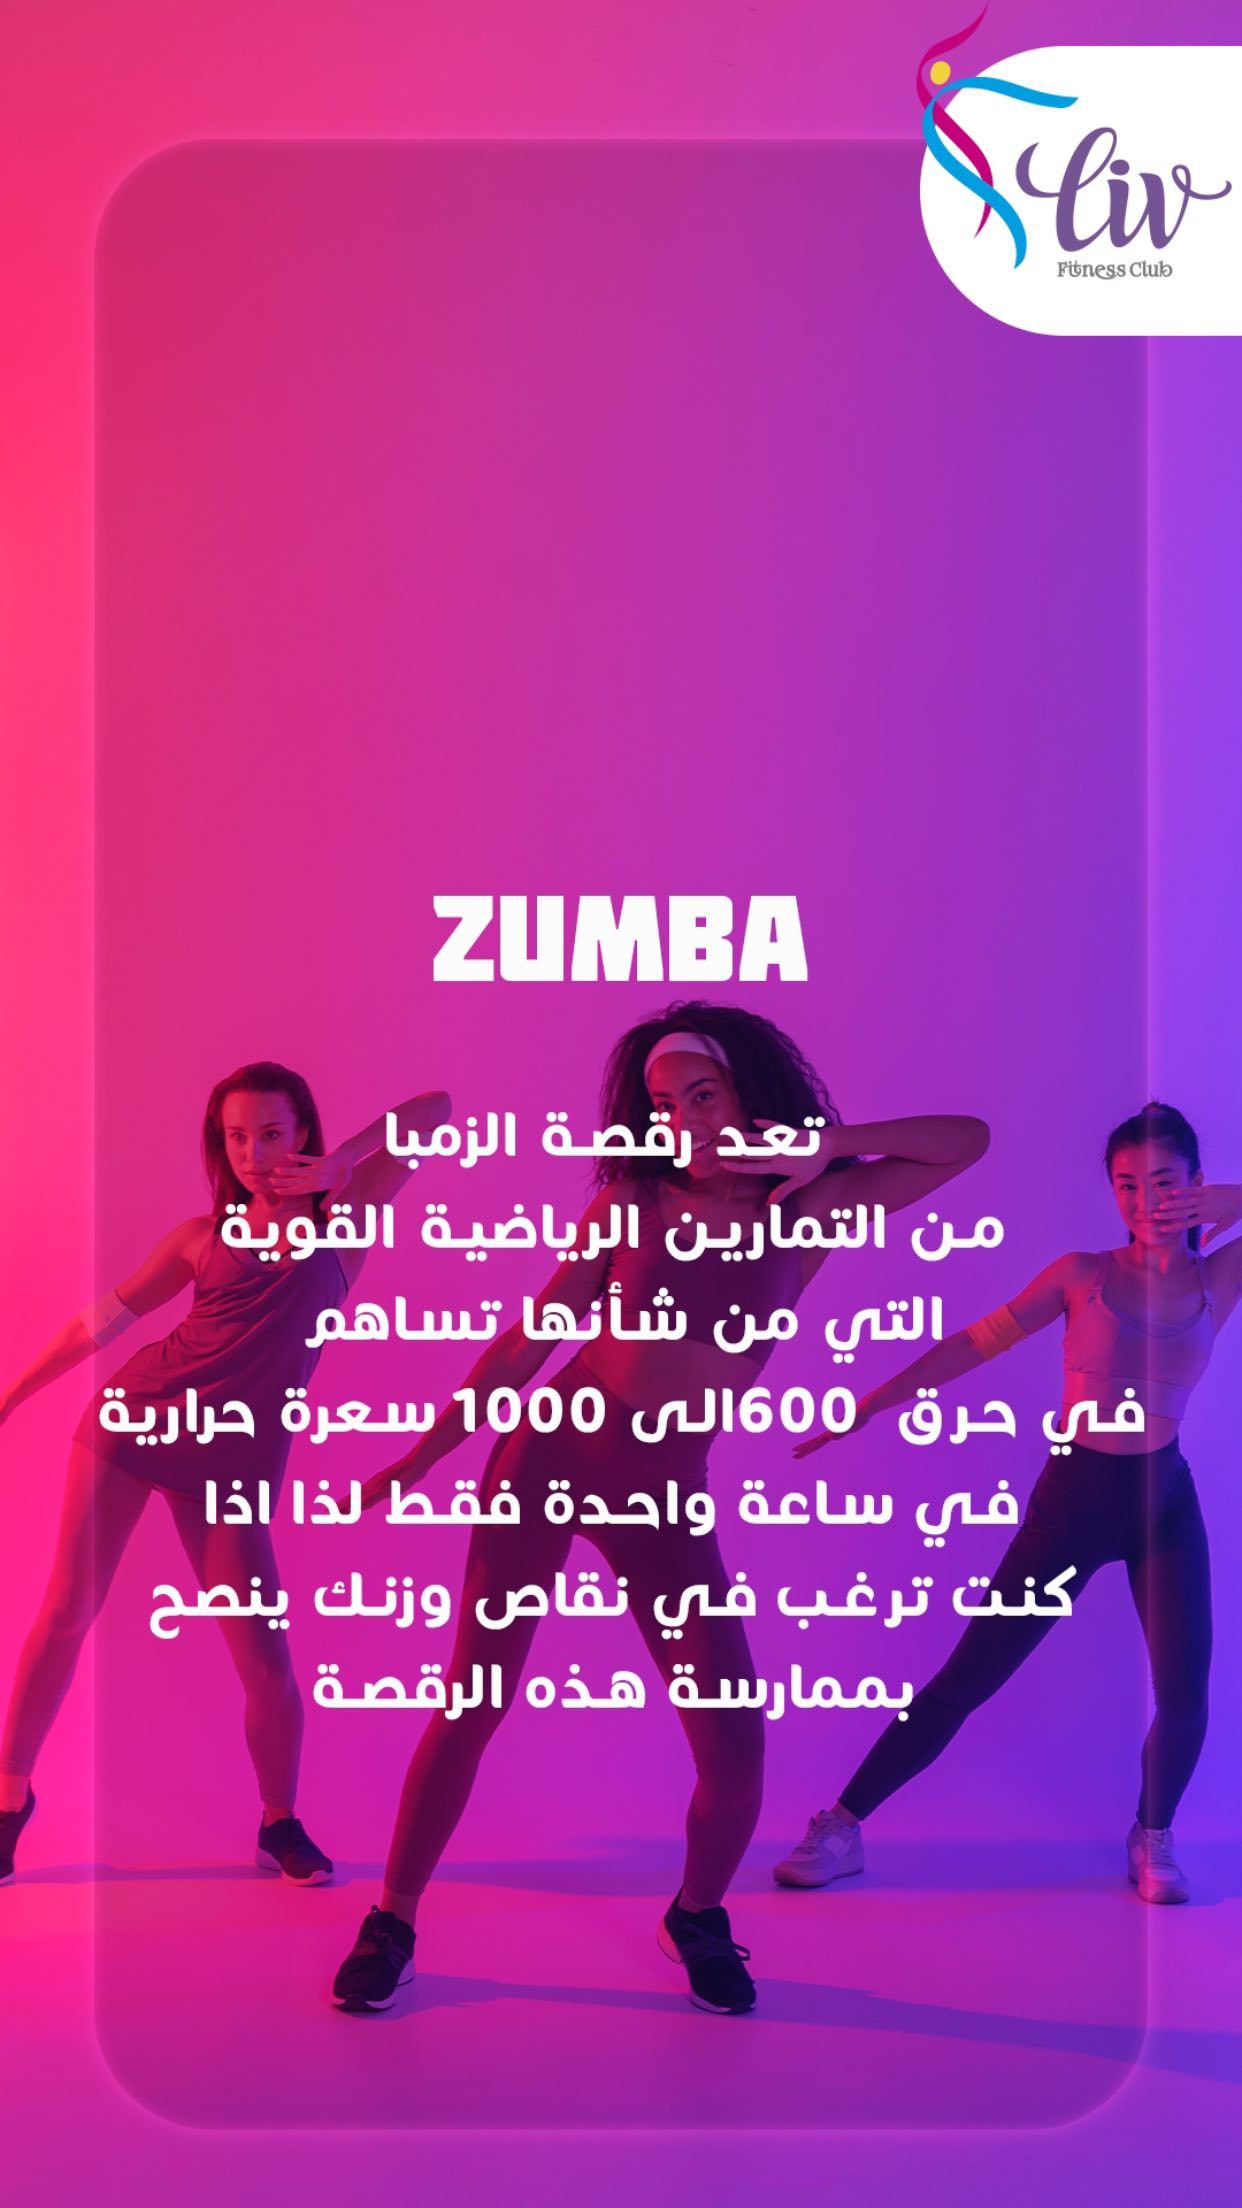 Liv
Fitness Club
ZUMBA
تعد رقصة الزمبا
من التمارين الرياضية القوية
التي من شأنها تساهم
في حرق 600الى 1000 سعرة حرارية
في ساعة واحدة فقط لذا اذا
كنت ترغب في نقاص وزنك ينصح
بممارسة هذه الرقصة